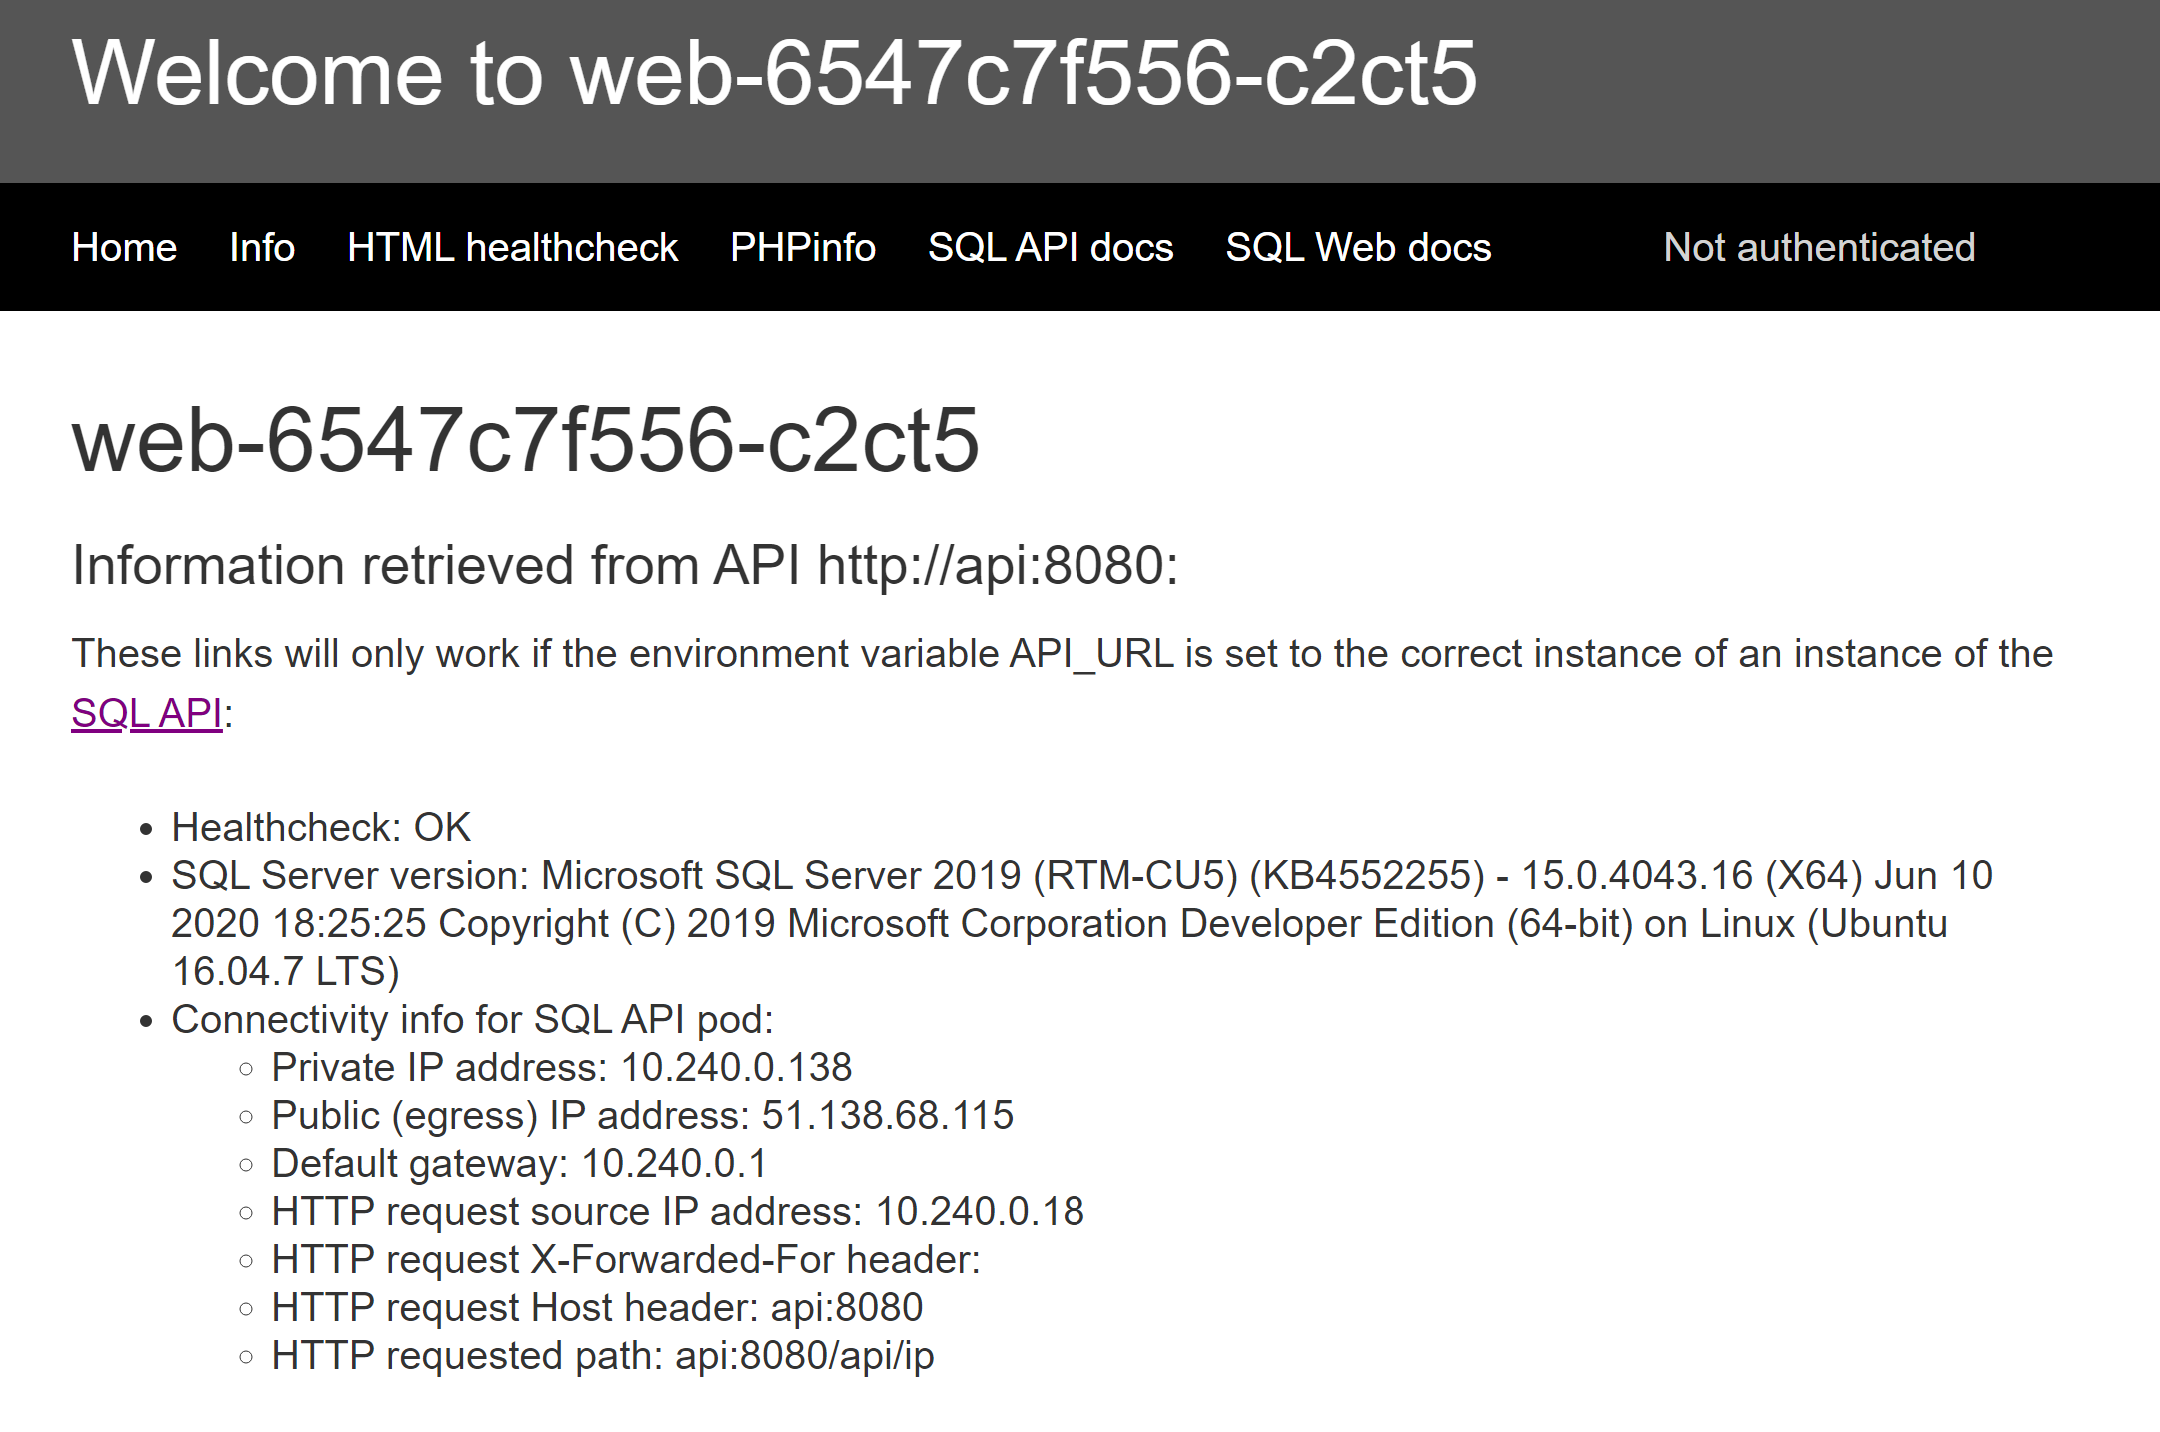 Welcome to web-6547c7f556-c2ct5
Home Info HTML healthcheck PHPinfo SQL API docs SQL Web docs Not authenticated
web-6547c7f556-c2ct5
Information retrieved from API http://api:8080:
These links will only work if the environment variable API_URL is set to the correct instance of an instance of the
SQL API:
Healthcheck: OK
SQL Server version: Microsoft SQL Server 2019 (RTM-CU5) (KB4552255) - 15.0.4043.16 (X64) Jun 10
2020 18:25:25 Copyright (C) 2019 Microsoft Corporation Developer Edition (64-bit) on Linux (Ubuntu
16.04.7 LTS)
Connectivity info for SQL API pod:
Private IP address: 10.240.0.138
Public (egress) IP address: 51.138.68.115
Default gateway: 10.240.0.1
HTTP request source IP address: 10.240.0.18
HTTP request X-Forwarded-For header:
HTTP request Host header: api:8080
HTTP requested path: api:8080/api/ip